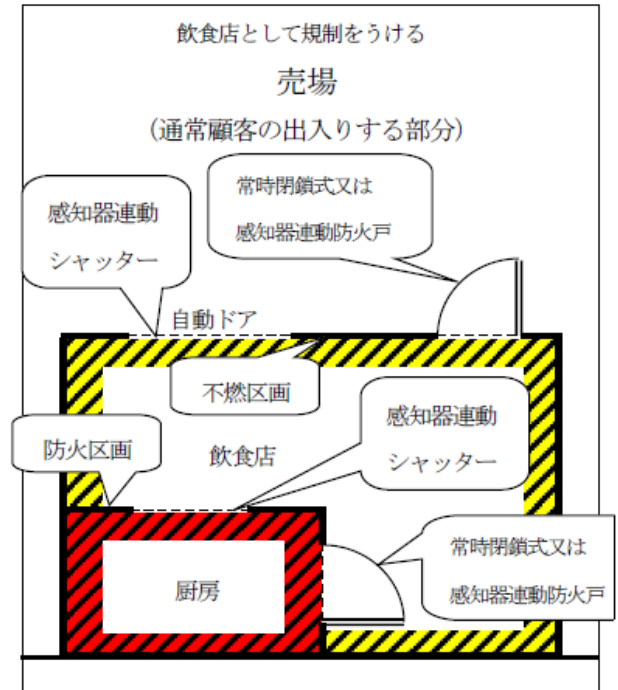 飲食店として規制をうける
売場
（通常顧客の出入りする部分）
常時閉鎖式又は
感知器連動防火戸
感知器連動
シャッター
自動ドア
不燃区画
感知器連動
シャッター
防火区画
飲食店
常時閉鎖式又は
感知器連動防火戸
厨房